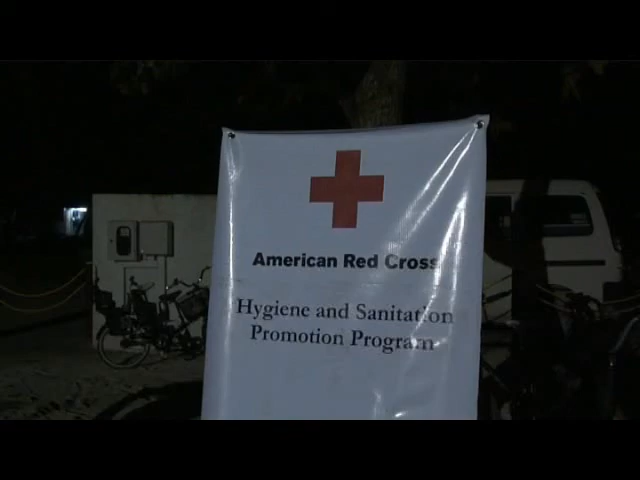 American Red Cross
Hygiene and Sanitation
Promotion Program